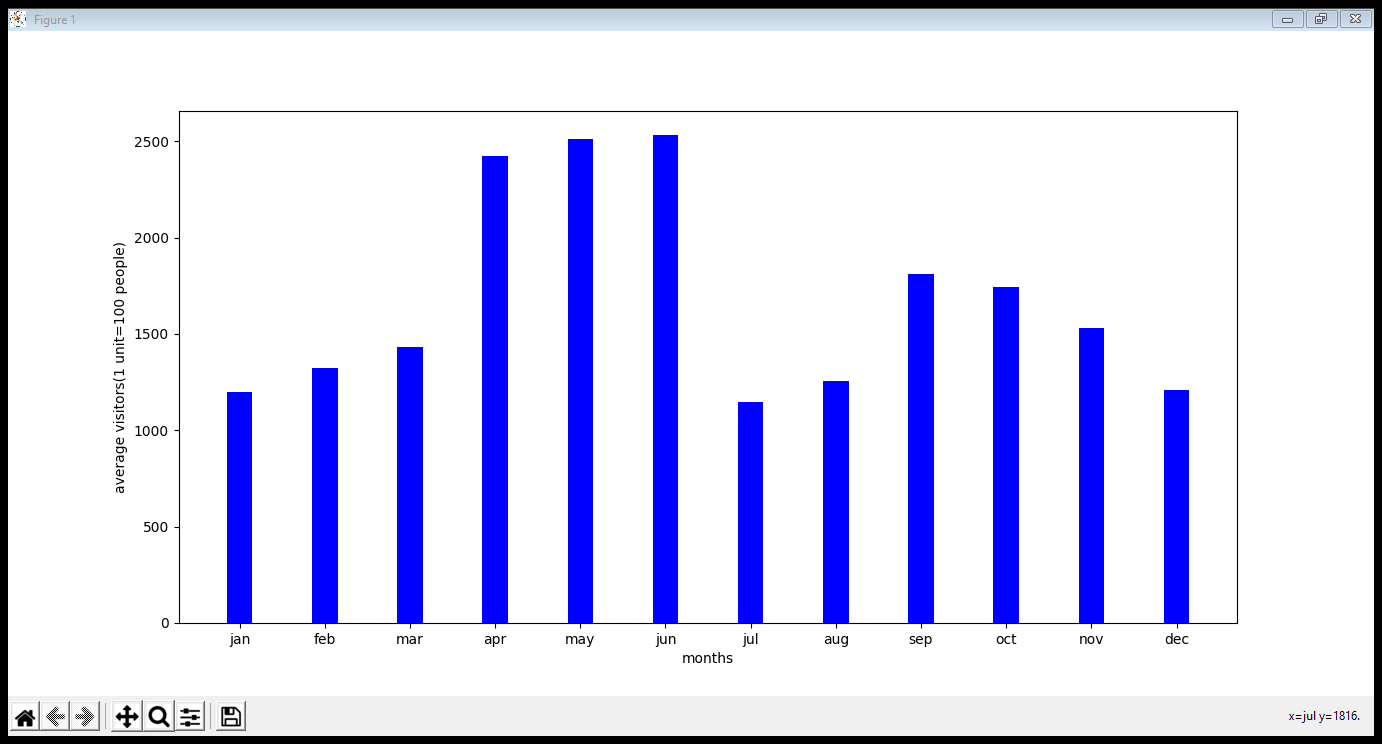 Figure 1
2500
2000
1500
1000
500
0
average visitors(1 unit=100 people)
jan feb mar apr may jun jul aug sep oct nov dec
months
x=jul y=1816.